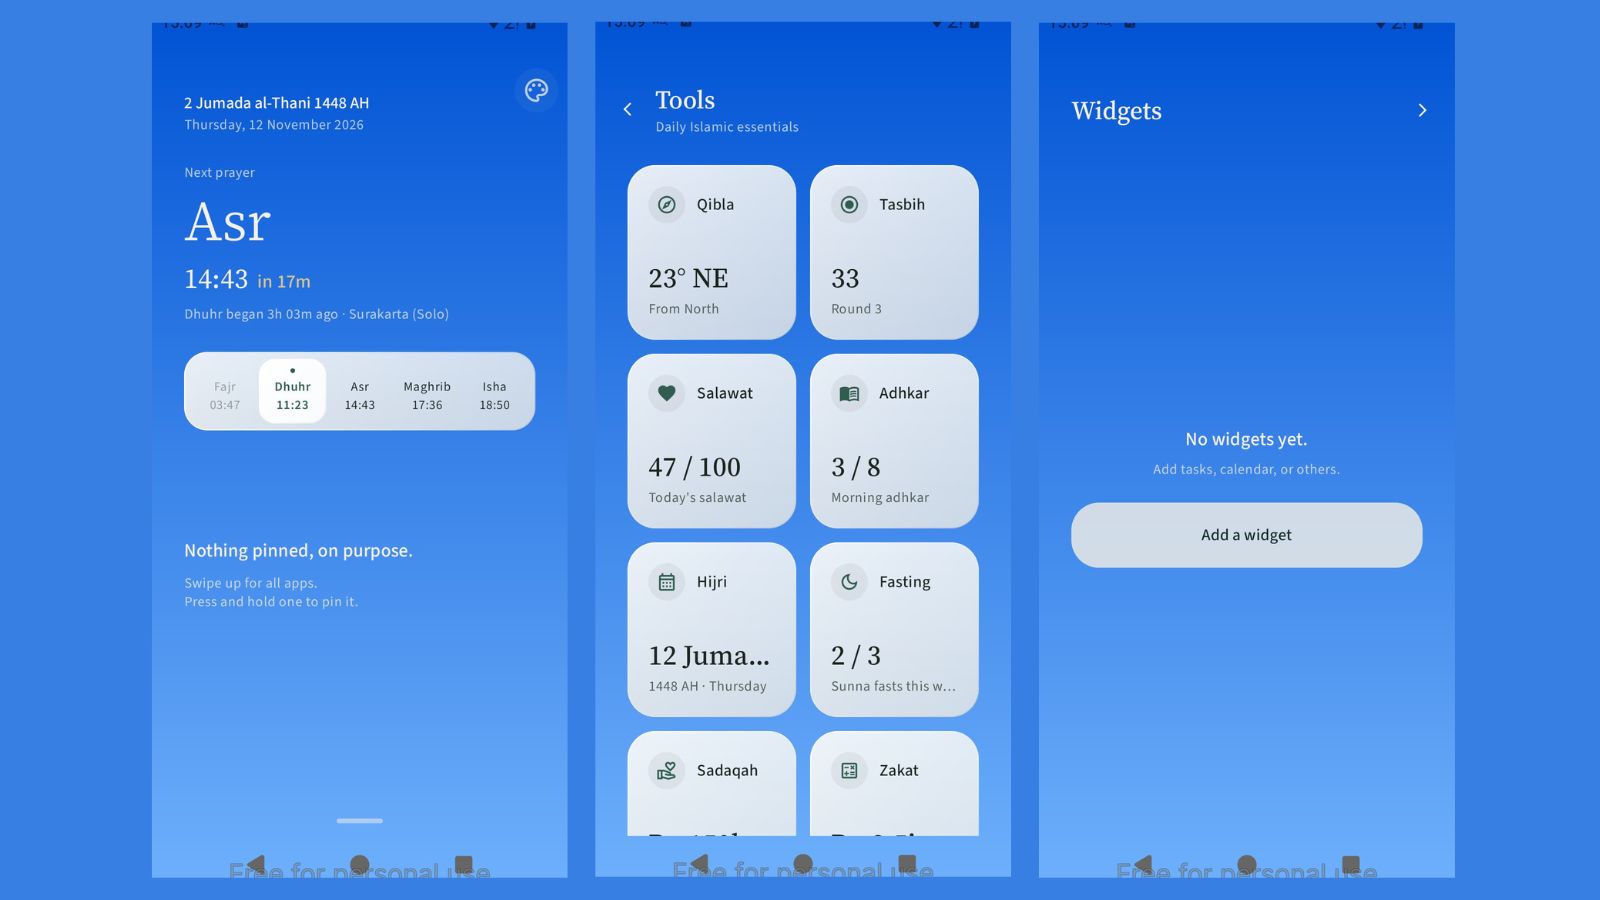 2 Jumada al-Thani 1448 AH
Thursday, 12 November 2026
Next prayer
Asr
14:43 in 17m
Dhuhr began 3h 03m ago · Surakarta (Solo)
Fajr Dhuhr Asr Maghrib Isha
03:47 11:23 14:43 17:36 18:50
Nothing pinned, on purpose.
Swipe up for all apps.
Press and hold one to pin it.
Free for personal use
Tools
Daily Islamic essentials
Qibla
23° NE
From North
Tasbih
33
Round 3
Salawat
47 / 100
Today's salawat
Adhkar
3 / 8
Morning adhkar
Hijri
12 Juma...
1448 AH · Thursday
Fasting
2 / 3
Sunna fasts this w...
Sadaqah
Zakat
Free for personal use
Widgets
No widgets yet.
Add tasks, calendar, or others.
Add a widget
Free for personal use